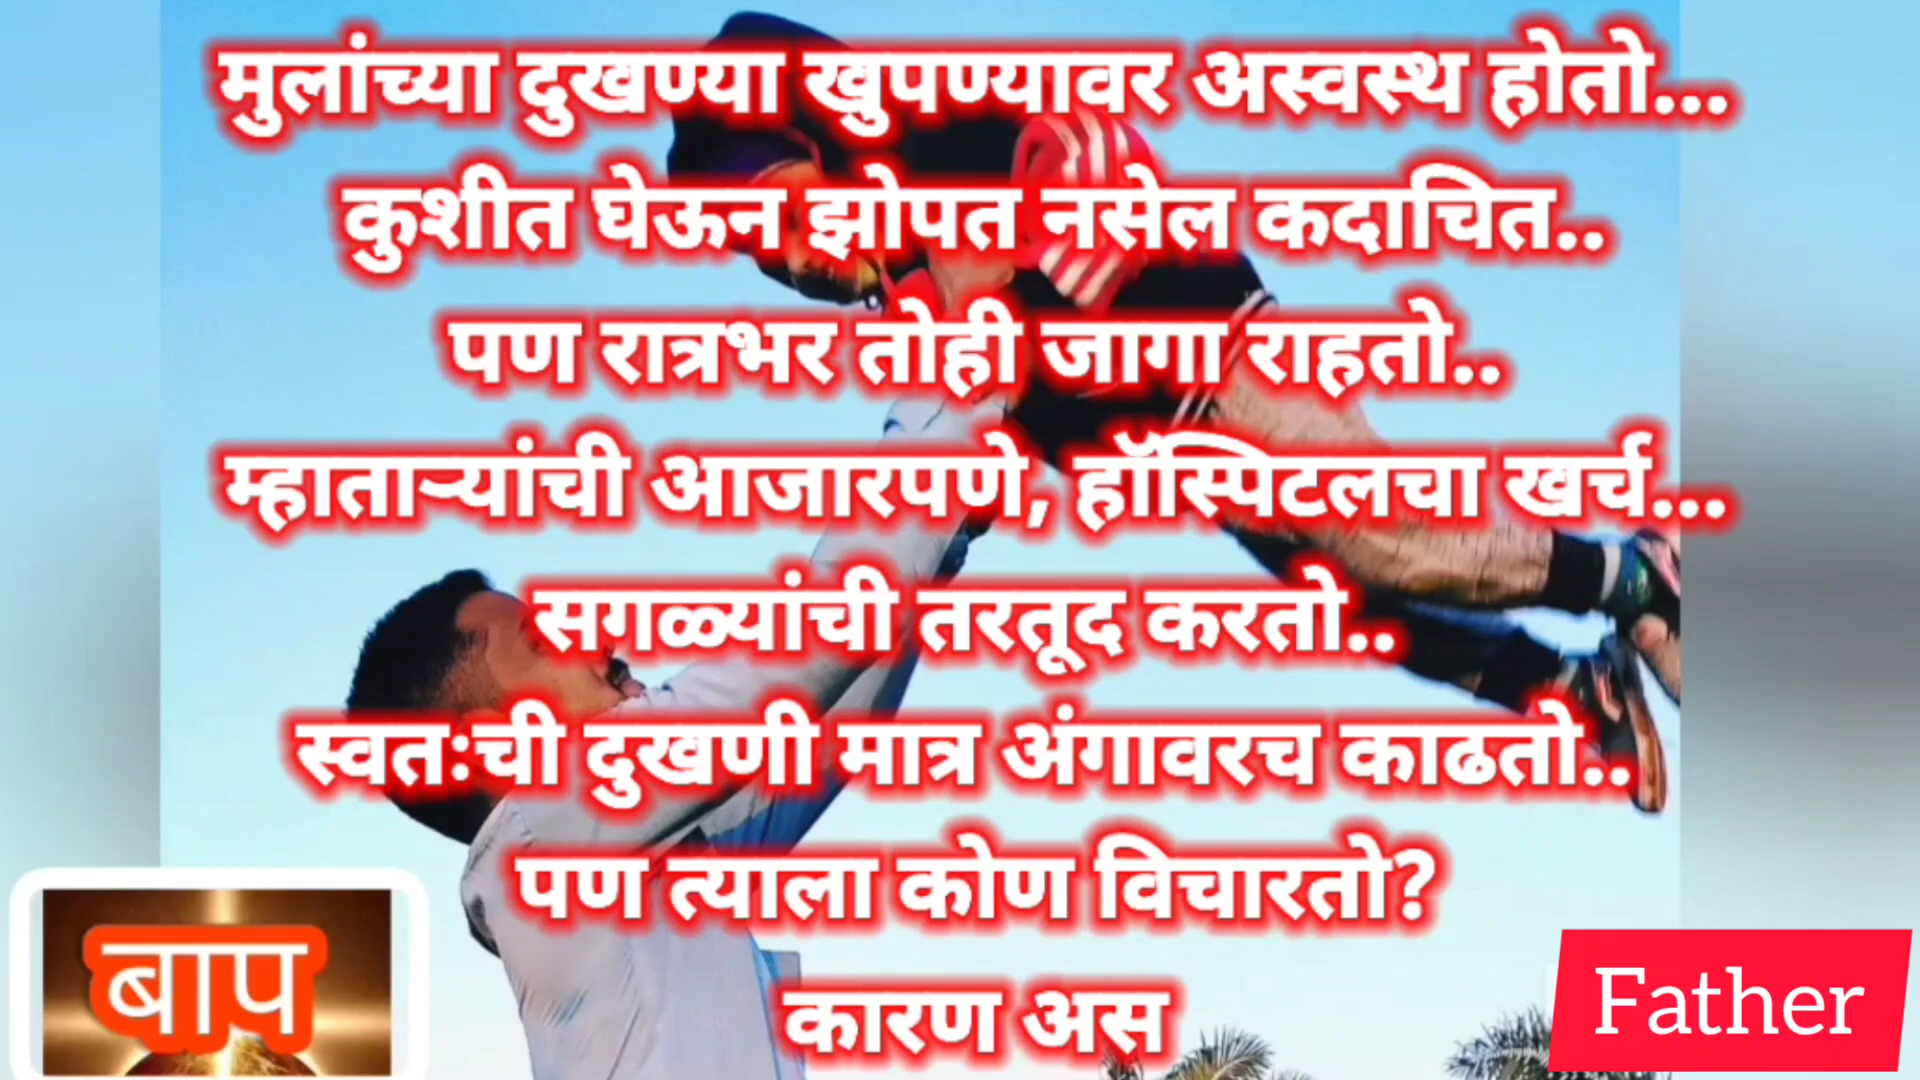 मुलांच्या दुखण्या खुपण्यावर अस्वस्थ होतो...
कुशीत घेऊन झोपत नसेल कदाचित..
पण रात्रभर तोही जागा राहतो..
म्हाताऱ्यांची आजारपणे, हॉस्पिटलचा खर्च...
सगळ्यांची तरतूद करतो..
स्वतःची दुखणी मात्र अंगावरच काढतो..
पण त्याला कोण विचारतो?
कारण अस
बाप
Father